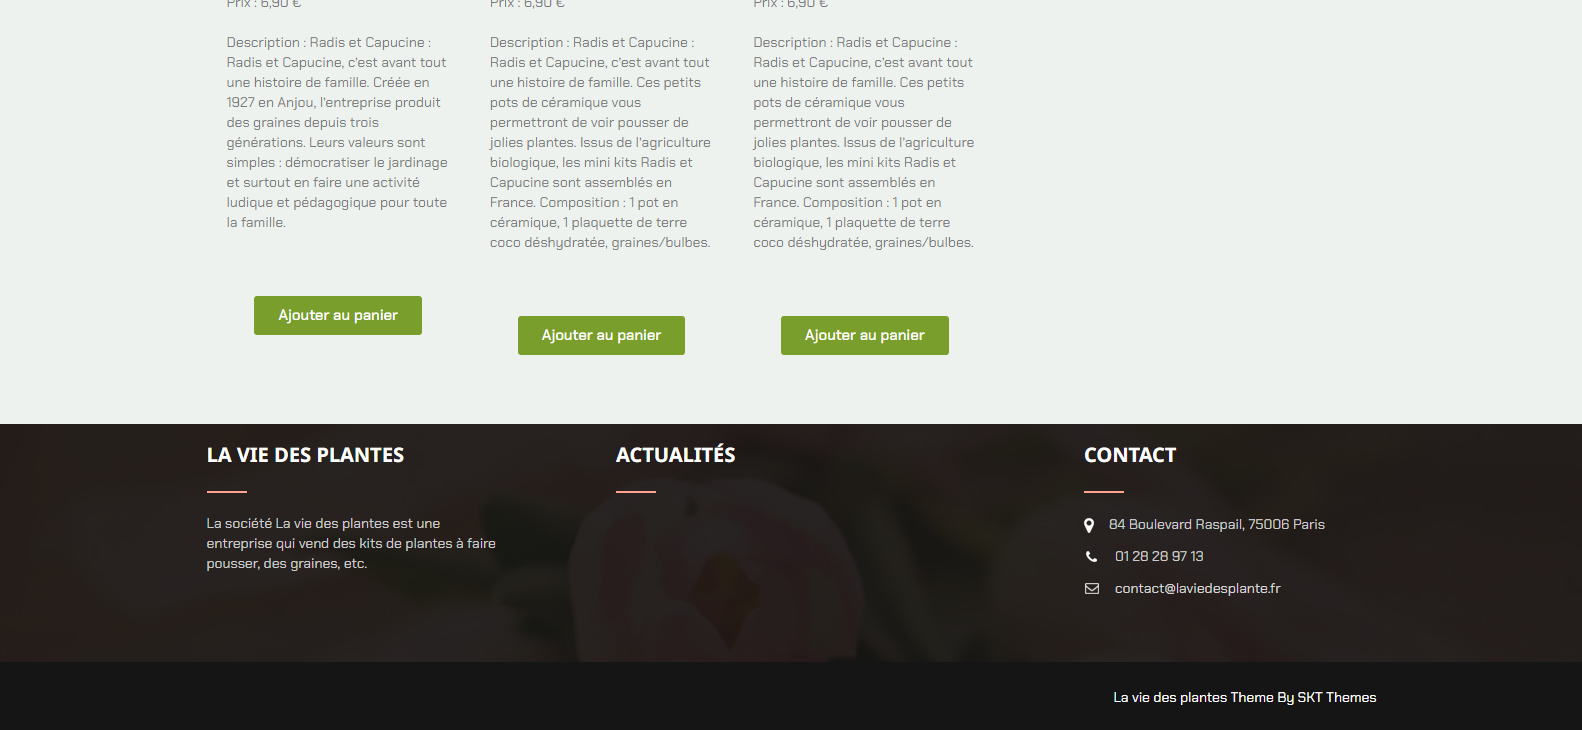 Prix : 6,90 €
Description : Radis et Capucine :
Radis et Capucine, c'est avant tout
une histoire de famille. Créée en
1927 en Anjou, l'entreprise produit
des graines depuis trois
générations. Leurs valeurs sont
simples : démocratiser le jardinage
et surtout en faire une activité
ludique et pédagogique pour toute
la famille.
Ajouter au panier
Prix : 6,90 €
Description : Radis et Capucine :
Radis et Capucine, c'est avant tout
une histoire de famille. Ces petits
pots de céramique vous
permettront de voir pousser de
jolies plantes. Issus de l'agriculture
biologique, les mini kits Radis et
Capucine sont assemblés en
France. Composition : 1 pot en
céramique, 1 plaquette de terre
coco déshydratée, graines/bulbes.
Ajouter au panier
Prix : 6,90 €
Description : Radis et Capucine :
Radis et Capucine, c'est avant tout
une histoire de famille. Ces petits
pots de céramique vous
permettront de voir pousser de
jolies plantes. Issus de l'agriculture
biologique, les mini kits Radis et
Capucine sont assemblés en
France. Composition : 1 pot en
céramique, 1 plaquette de terre
coco déshydratée, graines/bulbes.
Ajouter au panier
LA VIE DES PLANTES
La société La vie des plantes est une
entreprise qui vend des kits de plantes à faire
pousser, des graines, etc.
ACTUALITÉS
CONTACT
84 Boulevard Raspail, 75006 Paris
01 28 28 97 13
contact@laviedesplante.fr
La vie des plantes Theme By SKT Themes